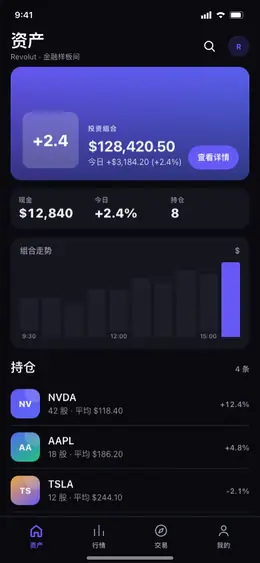 9:41
资产
Revolut · 金融样板间
R
+2.4
投资组合
$128,420.50
今日 +$3,184.20 (+2.4%)
查看详情
现金
今日
持仓
$12,840
+2.4%
8
组合走势
$
9:30
12:00
15:00
持仓
4 条
NV
NVDA
42 股 · 平均 $118.40
+12.4%
AA
AAPL
18 股 · 平均 $186.20
+4.8%
TS
TSLA
12 股 · 平均 $244.10
-2.1%
资产
行情
交易
我的